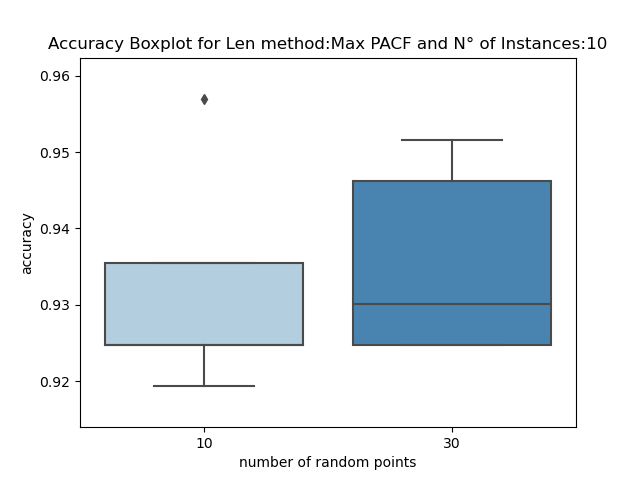 Accuracy Boxplot for Len method:Max PACF and N° of Instances:10
0.96
0.95
0.94
0.93
0.92
accuracy
10 30
number of random points